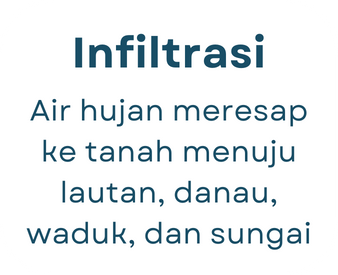 Infiltrasi
Air hujan meresap
ke tanah menuju
lautan, danau,
waduk, dan sungai